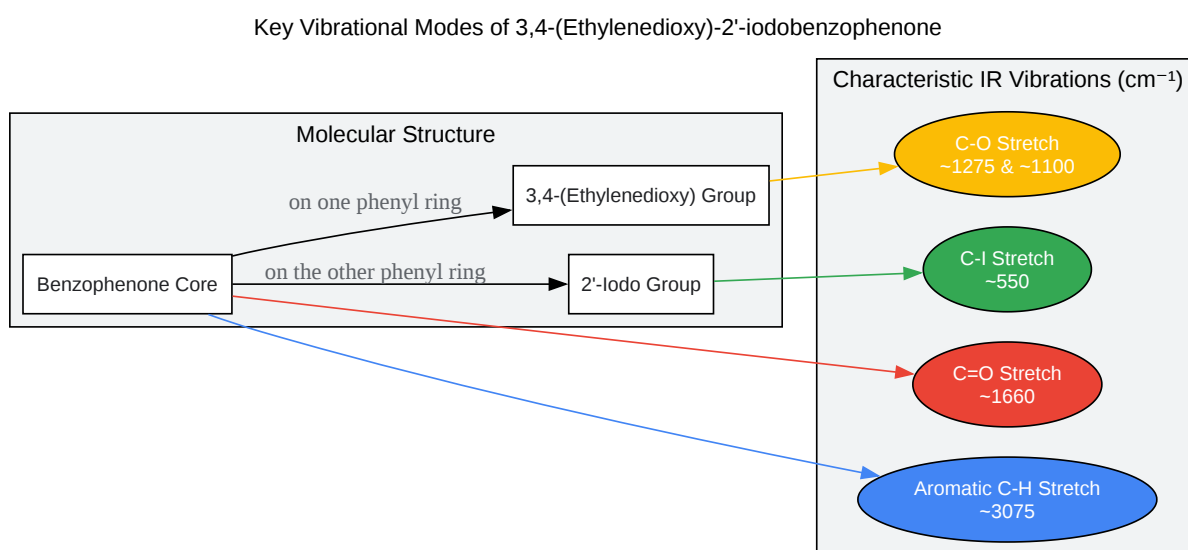 Key Vibrational Modes of 3,4-(Ethylenedioxy)-2'-iodobenzophenone
Molecular Structure
Benzophenone Core
on one phenyl ring
on the other phenyl ring
3,4-(Ethylenedioxy) Group
2'-Iodo Group
Characteristic IR Vibrations (cm⁻¹)
C-O Stretch
~1275 & ~1100
C-I Stretch
~550
C=O Stretch
~1660
Aromatic C-H Stretch
~3075